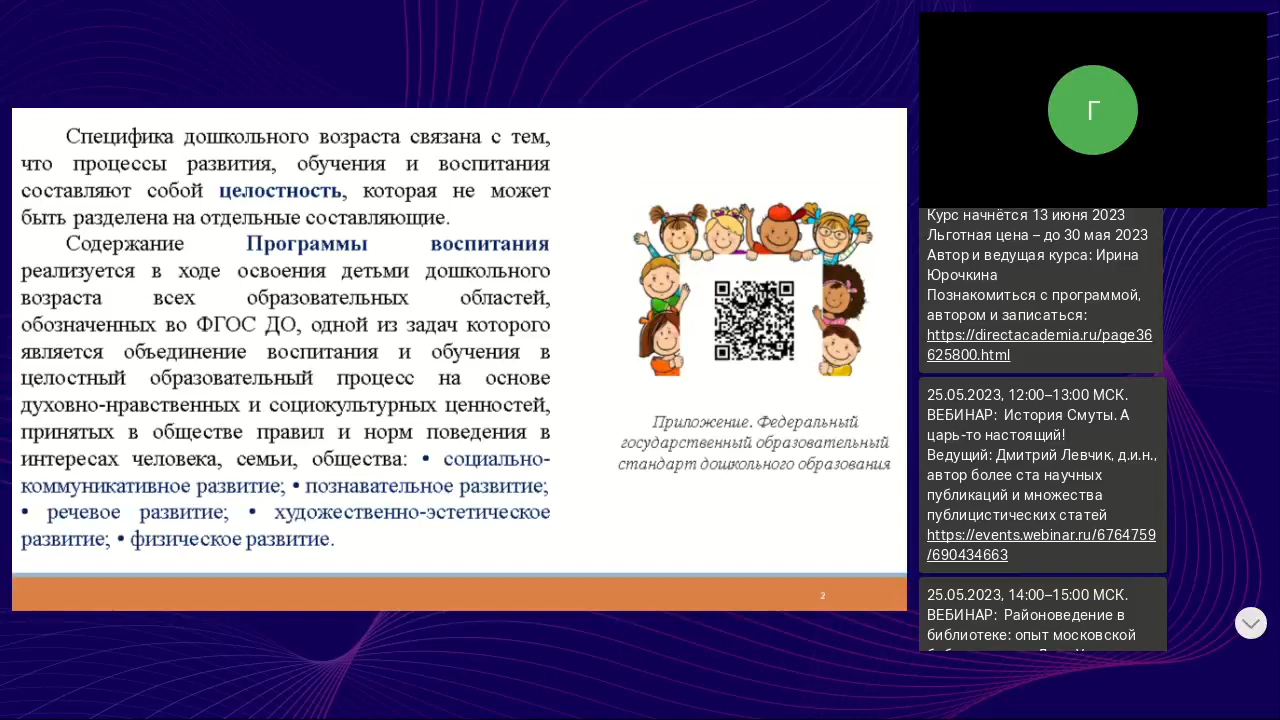 Специфика дошкольного возраста связана с тем,
что процессы развития, обучения и воспитания
составляют собой целостность, которая не может
быть разделена на отдельные составляющие.
Содержание Программы воспитания
реализуется в ходе освоения детьми дошкольного
возраста всех образовательных областей,
обозначенных во ФГОС ДО, одной из задач которого
является объединение воспитания и обучения в
целостный образовательный процесс на основе
духовно-нравственных и социокультурных ценностей,
принятых в обществе правил и норм поведения в
интересах человека, семьи, общества: • социально-
коммуникативное развитие; • познавательное развитие;
• речевое развитие; • художественно-эстетическое
развитие; • физическое развитие.
Приложение. Федеральный
государственный образовательный
стандарт дошкольного образования
2
Г
Курс начнётся 13 июня 2023
Льготная цена – до 30 мая 2023
Автор и ведущая курса: Ирина
Юрочкина
Познакомиться с программой,
автором и записаться:
https://directacademia.ru/page36
625800.html
25.05.2023, 12:00–13:00 МСК.
ВЕБИНАР: История Смуты. А
царь-то настоящий!
Ведущий: Дмитрий Левчик, д.и.н.,
автор более ста научных
публикаций и множества
публицистических статей
https://events.webinar.ru/6764759
/690434663
25.05.2023, 14:00–15:00 МСК.
ВЕБИНАР: Районоведение в
библиотеке: опыт московской